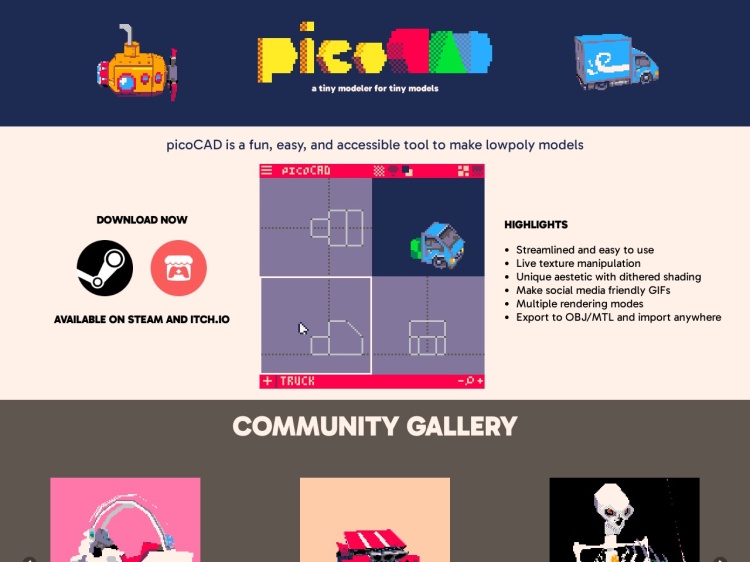 picoCAD
a tiny modeler for tiny models
picoCAD is a fun, easy, and accessible tool to make lowpoly models
DOWNLOAD NOW
AVAILABLE ON STEAM AND ITCH.IO
PICOCAD
TRUCK
HIGHLIGHTS
Streamlined and easy to use
Live texture manipulation
Unique aestetic with dithered shading
Make social media friendly GIFs
Multiple rendering modes
Export to OBJ/MTL and import anywhere
COMMUNITY GALLERY